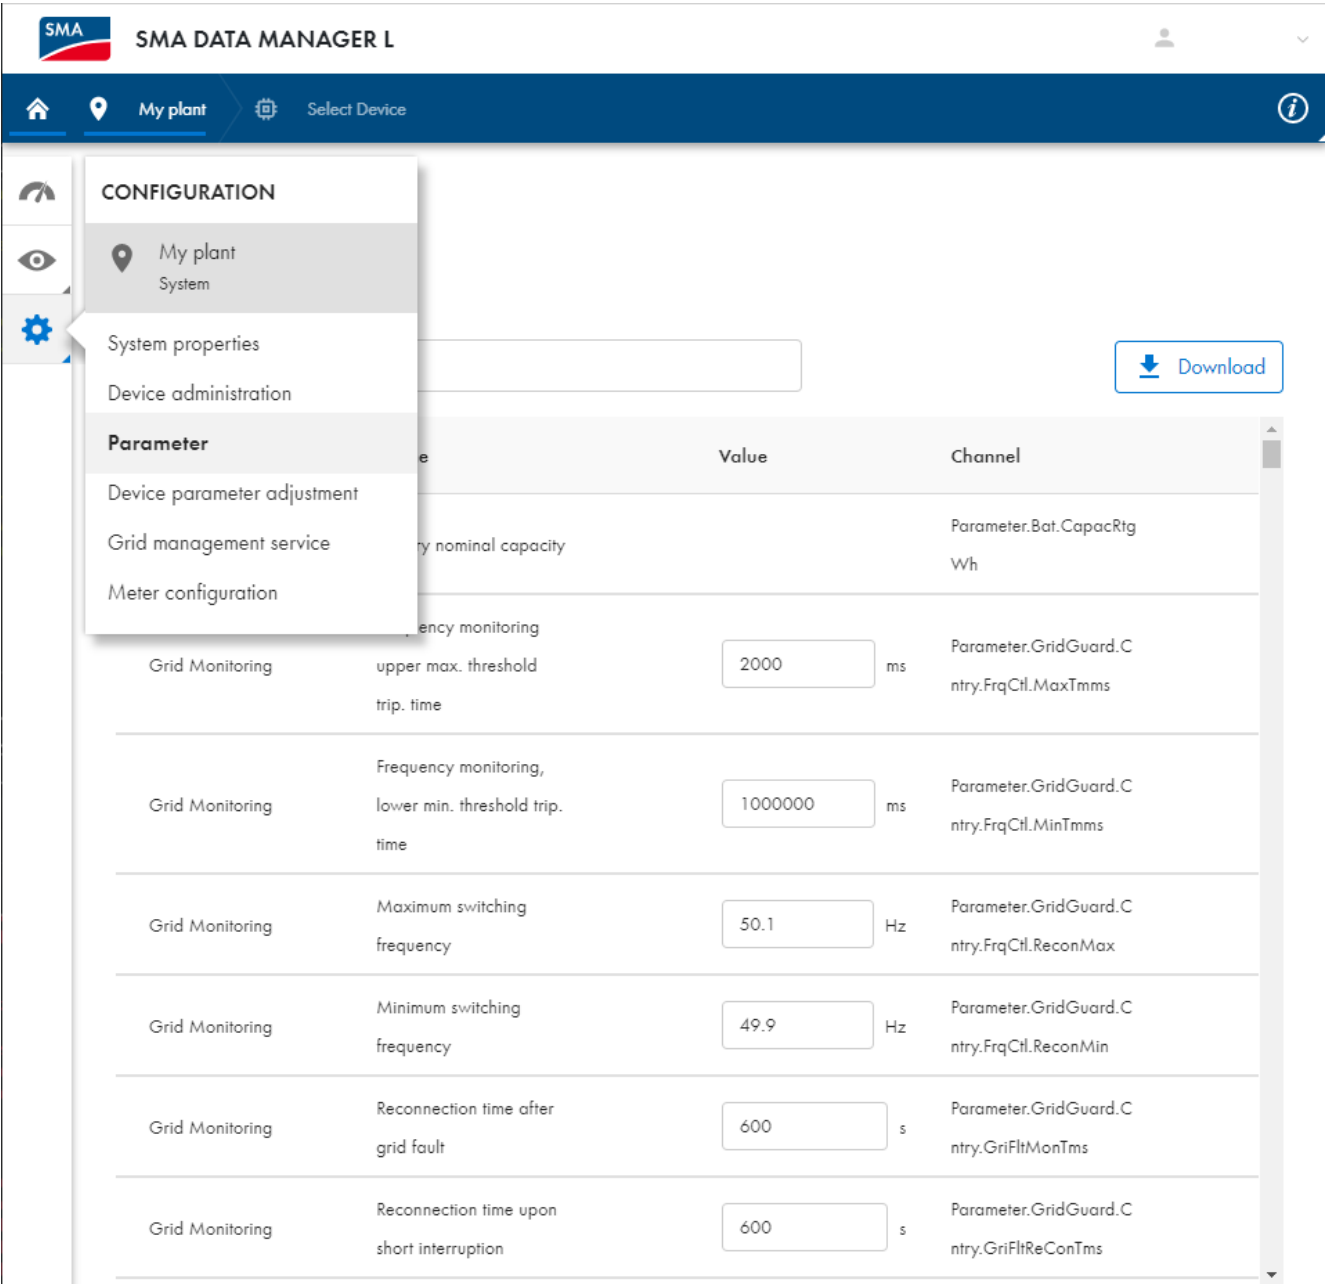 SMA
SMA DATA MANAGER L
My plant
Select Device
CONFIGURATION
My plant
System
System properties
Device administration
Parameter
Device parameter adjustment
Grid management service
Meter configuration
Download
Value
Channel
nominal capacity
Parameter.Bat.CapacRtg
Wh
Grid Monitoring
monitoring
upper max. threshold
trip. time
2000
ms
Parameter.GridGuard.C
ntry.FrqCtl.MaxTmms
Grid Monitoring
Frequency monitoring,
lower min. threshold trip.
time
1000000
ms
Parameter.GridGuard.C
ntry.FrqCtl.MinTmms
Grid Monitoring
Maximum switching
frequency
50.1
Hz
Parameter.GridGuard.C
ntry.FrqCtl.ReconMax
Grid Monitoring
Minimum switching
frequency
49.9
Hz
Parameter.GridGuard.C
ntry.FrqCtl.ReconMin
Grid Monitoring
Reconnection time after
grid fault
600
s
Parameter.GridGuard.C
ntry.GriFltMonTms
Grid Monitoring
Reconnection time upon
short interruption
600
s
Parameter.GridGuard.C
ntry.GriFltReConTms